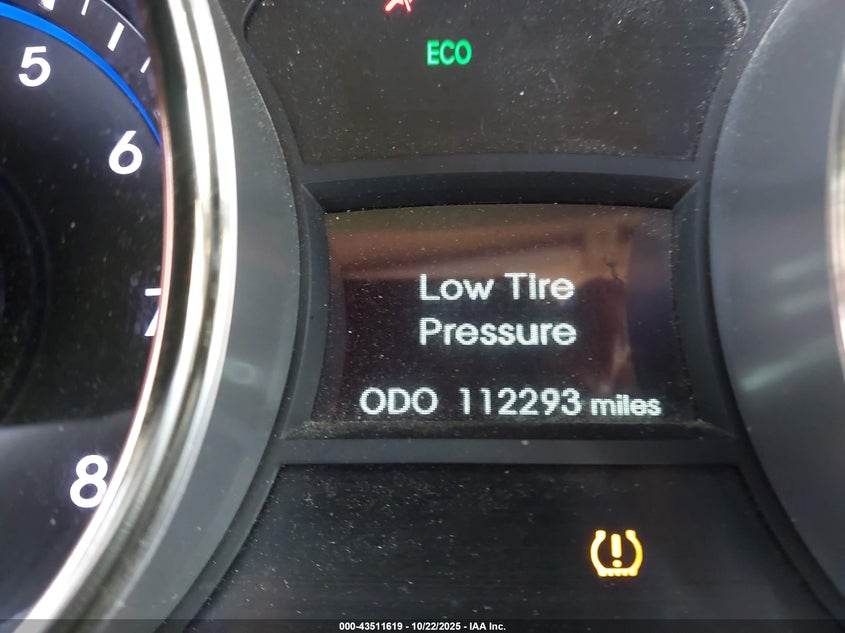 5
ECO
6
7
Low Tire
Pressure
ODO 112293 miles
8
000-43511619 - 10/22/2025 - IAA Inc.